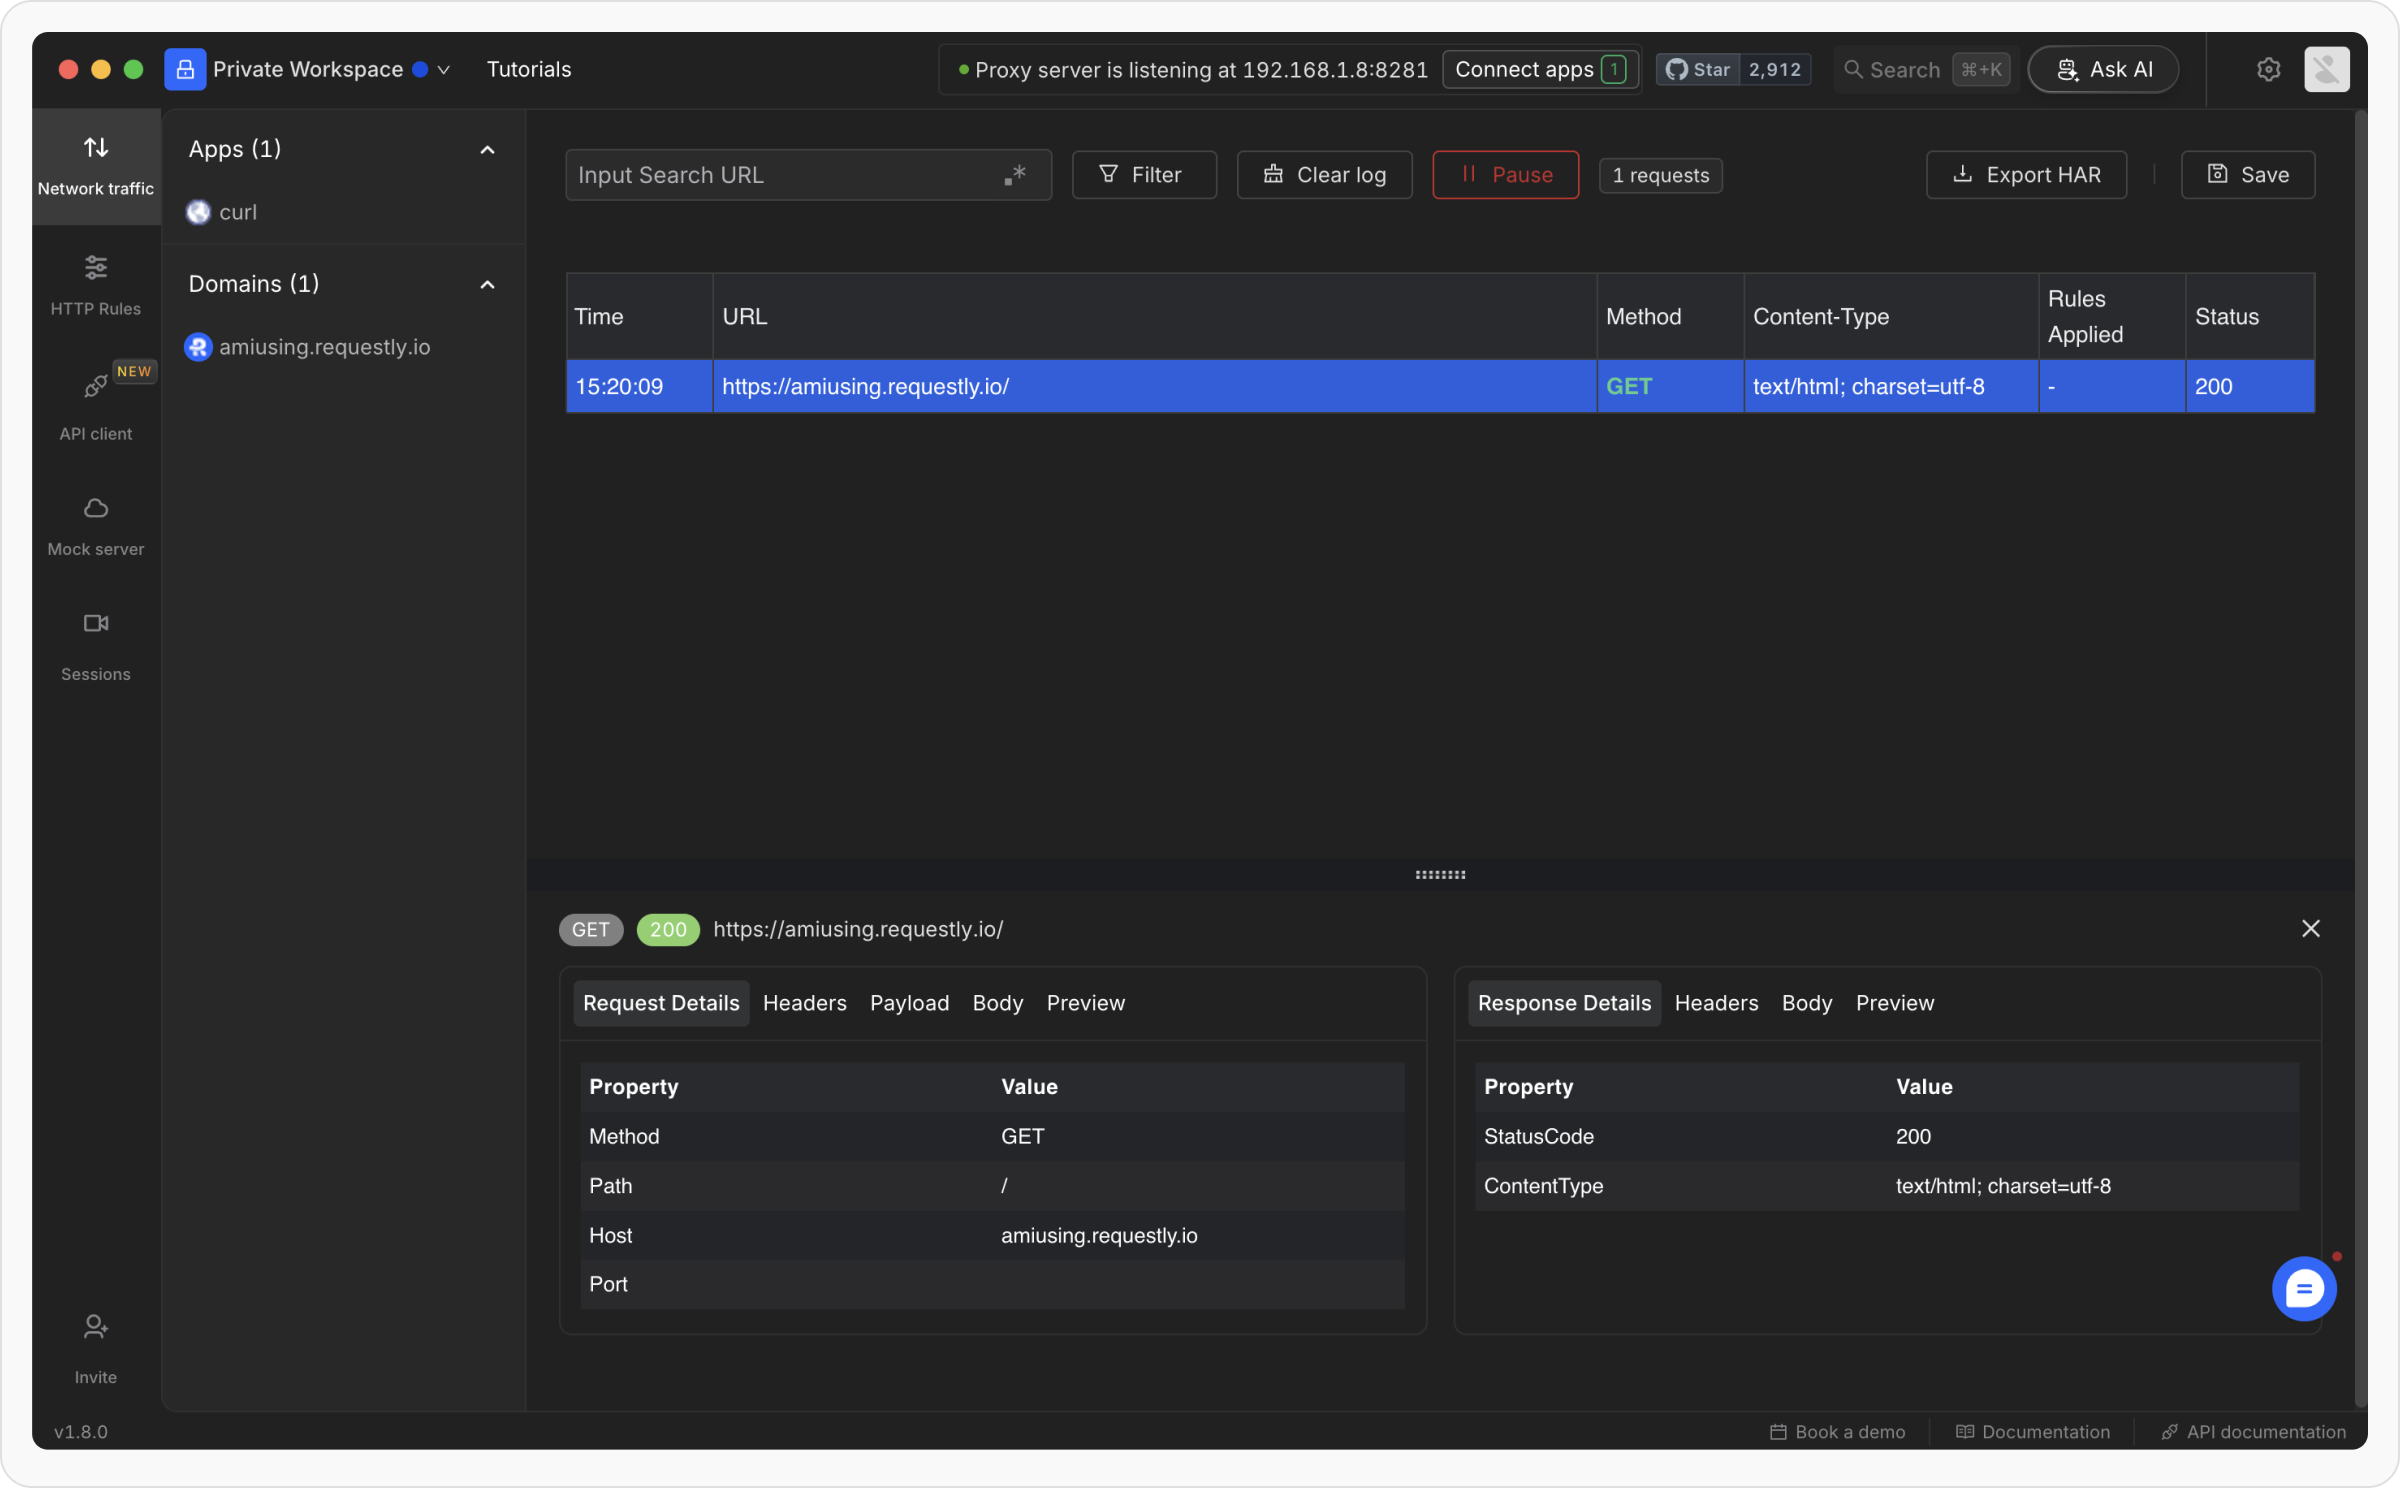 Private Workspace
Tutorials
Proxy server is listening at 192.168.1.8:8281
Connect apps 1
Star 2,912
Search ⌘+K
Ask AI
Network traffic
HTTP Rules
NEW
API client
Mock server
Sessions
Invite
v1.8.0
Apps (1)
curl
Domains (1)
amiusing.requestly.io
Input Search URL .*
Filter
Clear log
Pause
1 requests
Export HAR
Save
Time URL Method Content-Type Rules Applied Status
15:20:09 https://amiusing.requestly.io/ GET text/html; charset=utf-8 - 200
GET 200 https://amiusing.requestly.io/
Request Details Headers Payload Body Preview
Property Value
Method GET
Path /
Host amiusing.requestly.io
Port
Response Details Headers Body Preview
Property Value
StatusCode 200
ContentType text/html; charset=utf-8
Book a demo
Documentation
API documentation